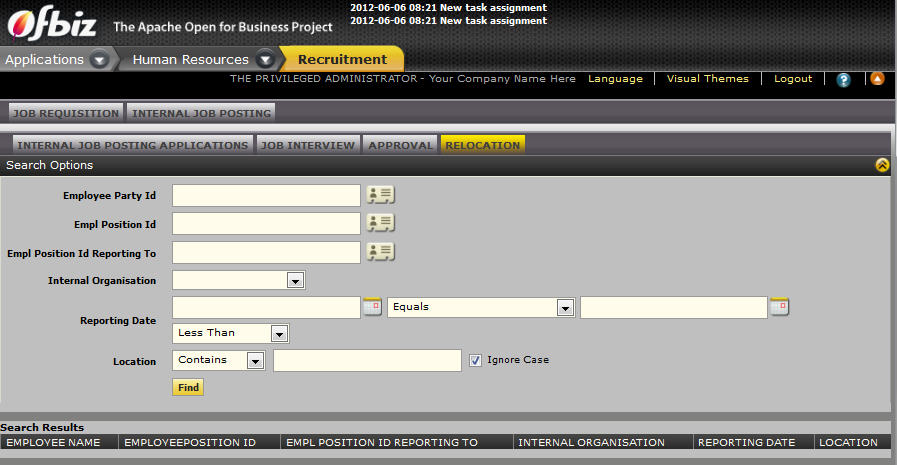 2012-06-06 08:21 New task assignment
Ofbiz The Apache Open for Business Project
2012-06-06 08:21 New task assignment
Applications Human Resources Recruitment
THE PRIVILEGED ADMINISTRATOR - Your Company Name Here Language Visual Themes Logout ?
JOB REQUISITION INTERNAL JOB POSTING
INTERNAL JOB POSTING APPLICATIONS JOB INTERVIEW APPROVAL RELOCATION
Search Options
Employee Party Id
Empl Position Id
Empl Position Id Reporting To
Internal Organisation
Reporting Date Equals
Less Than
Location Contains Ignore Case
Find
Search Results
EMPLOYEE NAME EMPLOYEEPOSITION ID EMPL POSITION ID REPORTING TO INTERNAL ORGANISATION REPORTING DATE LOCATION